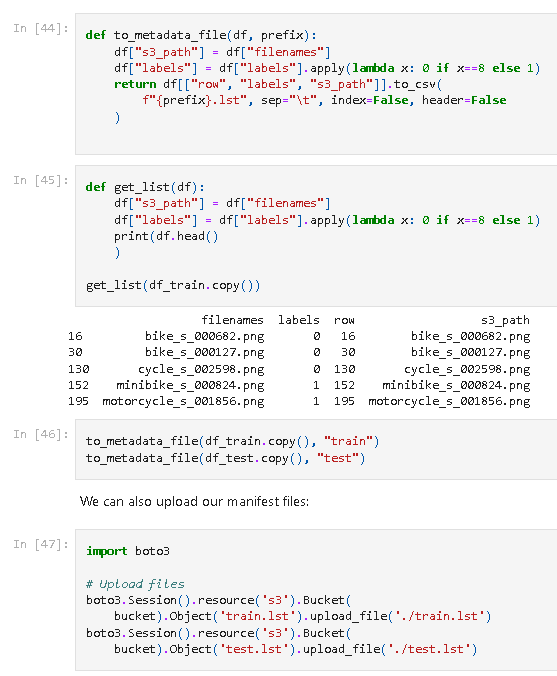 In [44]:
def to_metadata_file(df, prefix):
    df["s3_path"] = df["filenames"]
    df["labels"] = df["labels"].apply(lambda x: 0 if x==8 else 1)
    return df[["row", "labels", "s3_path"]].to_csv(
        f"{prefix}.lst", sep="\t", index=False, header=False
    )
In [45]:
def get_list(df):
    df["s3_path"] = df["filenames"]
    df["labels"] = df["labels"].apply(lambda x: 0 if x==8 else 1)
    print(df.head()
    )
get_list(df_train.copy())
filenames labels row s3_path
16 bike_s_000682.png 0 16 bike_s_000682.png
30 bike_s_000127.png 0 30 bike_s_000127.png
130 cycle_s_002598.png 0 130 cycle_s_002598.png
152 minibike_s_000824.png 1 152 minibike_s_000824.png
195 motorcycle_s_001856.png 1 195 motorcycle_s_001856.png
In [46]:
to_metadata_file(df_train.copy(), "train")
to_metadata_file(df_test.copy(), "test")
We can also upload our manifest files:
In [47]:
import boto3
# Upload files
boto3.Session().resource('s3').Bucket(
    bucket).Object('train.lst').upload_file('./train.lst')
boto3.Session().resource('s3').Bucket(
    bucket).Object('test.lst').upload_file('./test.lst')